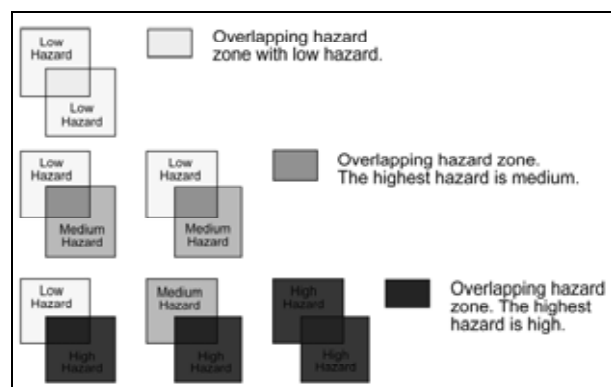 Low
Hazard
Low
Hazard
Overlapping hazard
zone with low hazard.
Low
Hazard
Medium
Hazard
Low
Hazard
Medium
Hazard
Overlapping hazard zone.
The highest hazard is medium.
Low
Hazard
High
Hazard
Medium
Hazard
High
Hazard
High
Hazard
High
Hazard
Overlapping hazard
zone. The highest
hazard is high.